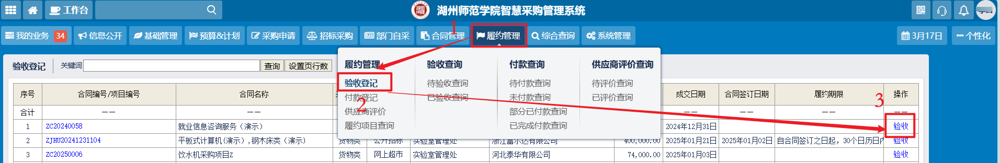 工作台
湖州师范学院智慧采购管理系统
我的业务 34 信息公开 基础管理 预算&计划 采购申请 招标采购 部门自采 合同管理 1 履约管理 综合查询 系统管理 3月17日 个性化
验收登记 关键词 查询 设置页行数
履约管理 验收查询 付款查询 供应商评价查询
验收登记 待验收查询 待付款查询 待评价查询
付款登记 已验收查询 未付款查询 已评价查询
2
供应商评价 部分已付款查询
履约项目查询 已完成付款查询
序号 合同编号/项目编号 合同名称 成交日期 合同签订日期 履约期限 3 操作
合计 —— —— —— —— —— ——
1 ZC20240058 就业信息咨询服务（演示） 2024年12月31日 验收
2 ZJHU20241231104 平板式计算机(演示）,钢木床类（演示） 货物类 公开招标 实验室管理处 浙江富尔达有限公司 400,000.00 2025年01月21日 2025年01月02日 自合同签订之日起，30个日历日内 验收
3 ZC20250006 饮水机采购项目Z 货物类 网上超市 实验室管理处 河北泰华有限公司 74,000.00 2025年01月03日 验收